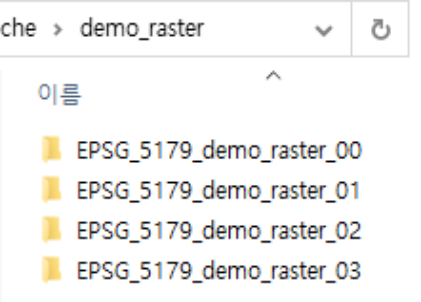 che > demo_raster
이름
EPSG_5179_demo_raster_00
EPSG_5179_demo_raster_01
EPSG_5179_demo_raster_02
EPSG_5179_demo_raster_03